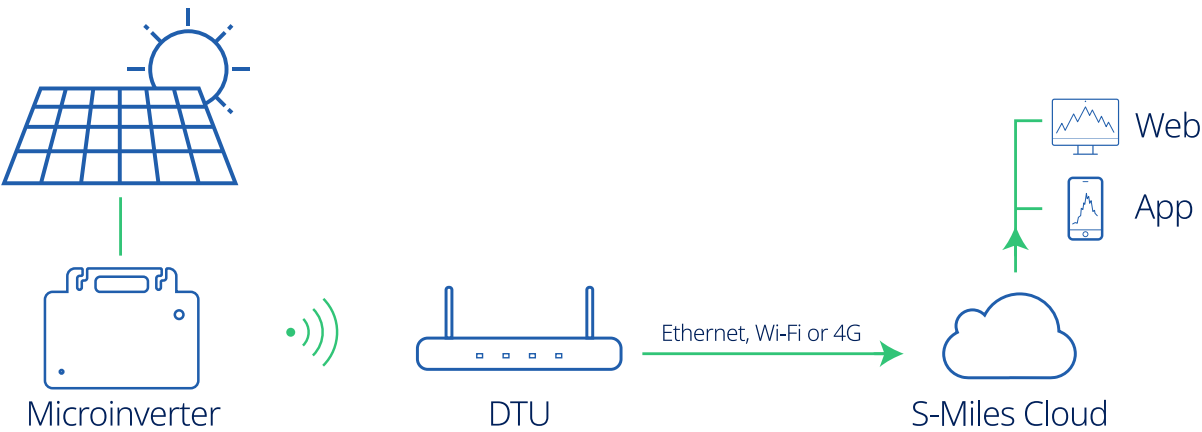 Web
App
Ethernet, Wi-Fi or 4G
Microinverter
DTU
S-Miles Cloud